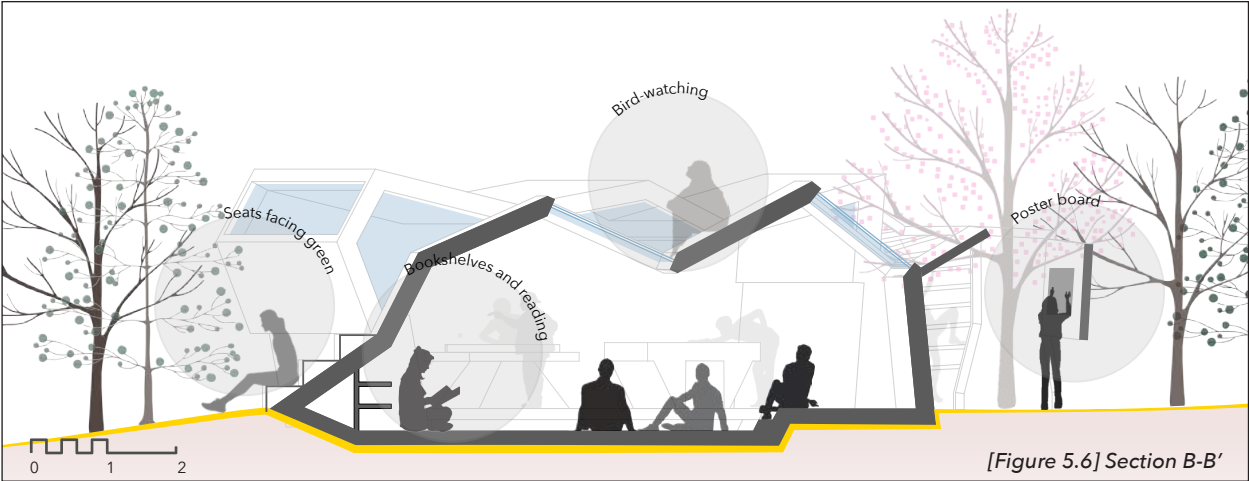 Bird-watching
Seats facing green
Poster board
Bookshelves and reading
0 1 2
[Figure 5.6] Section B-B’